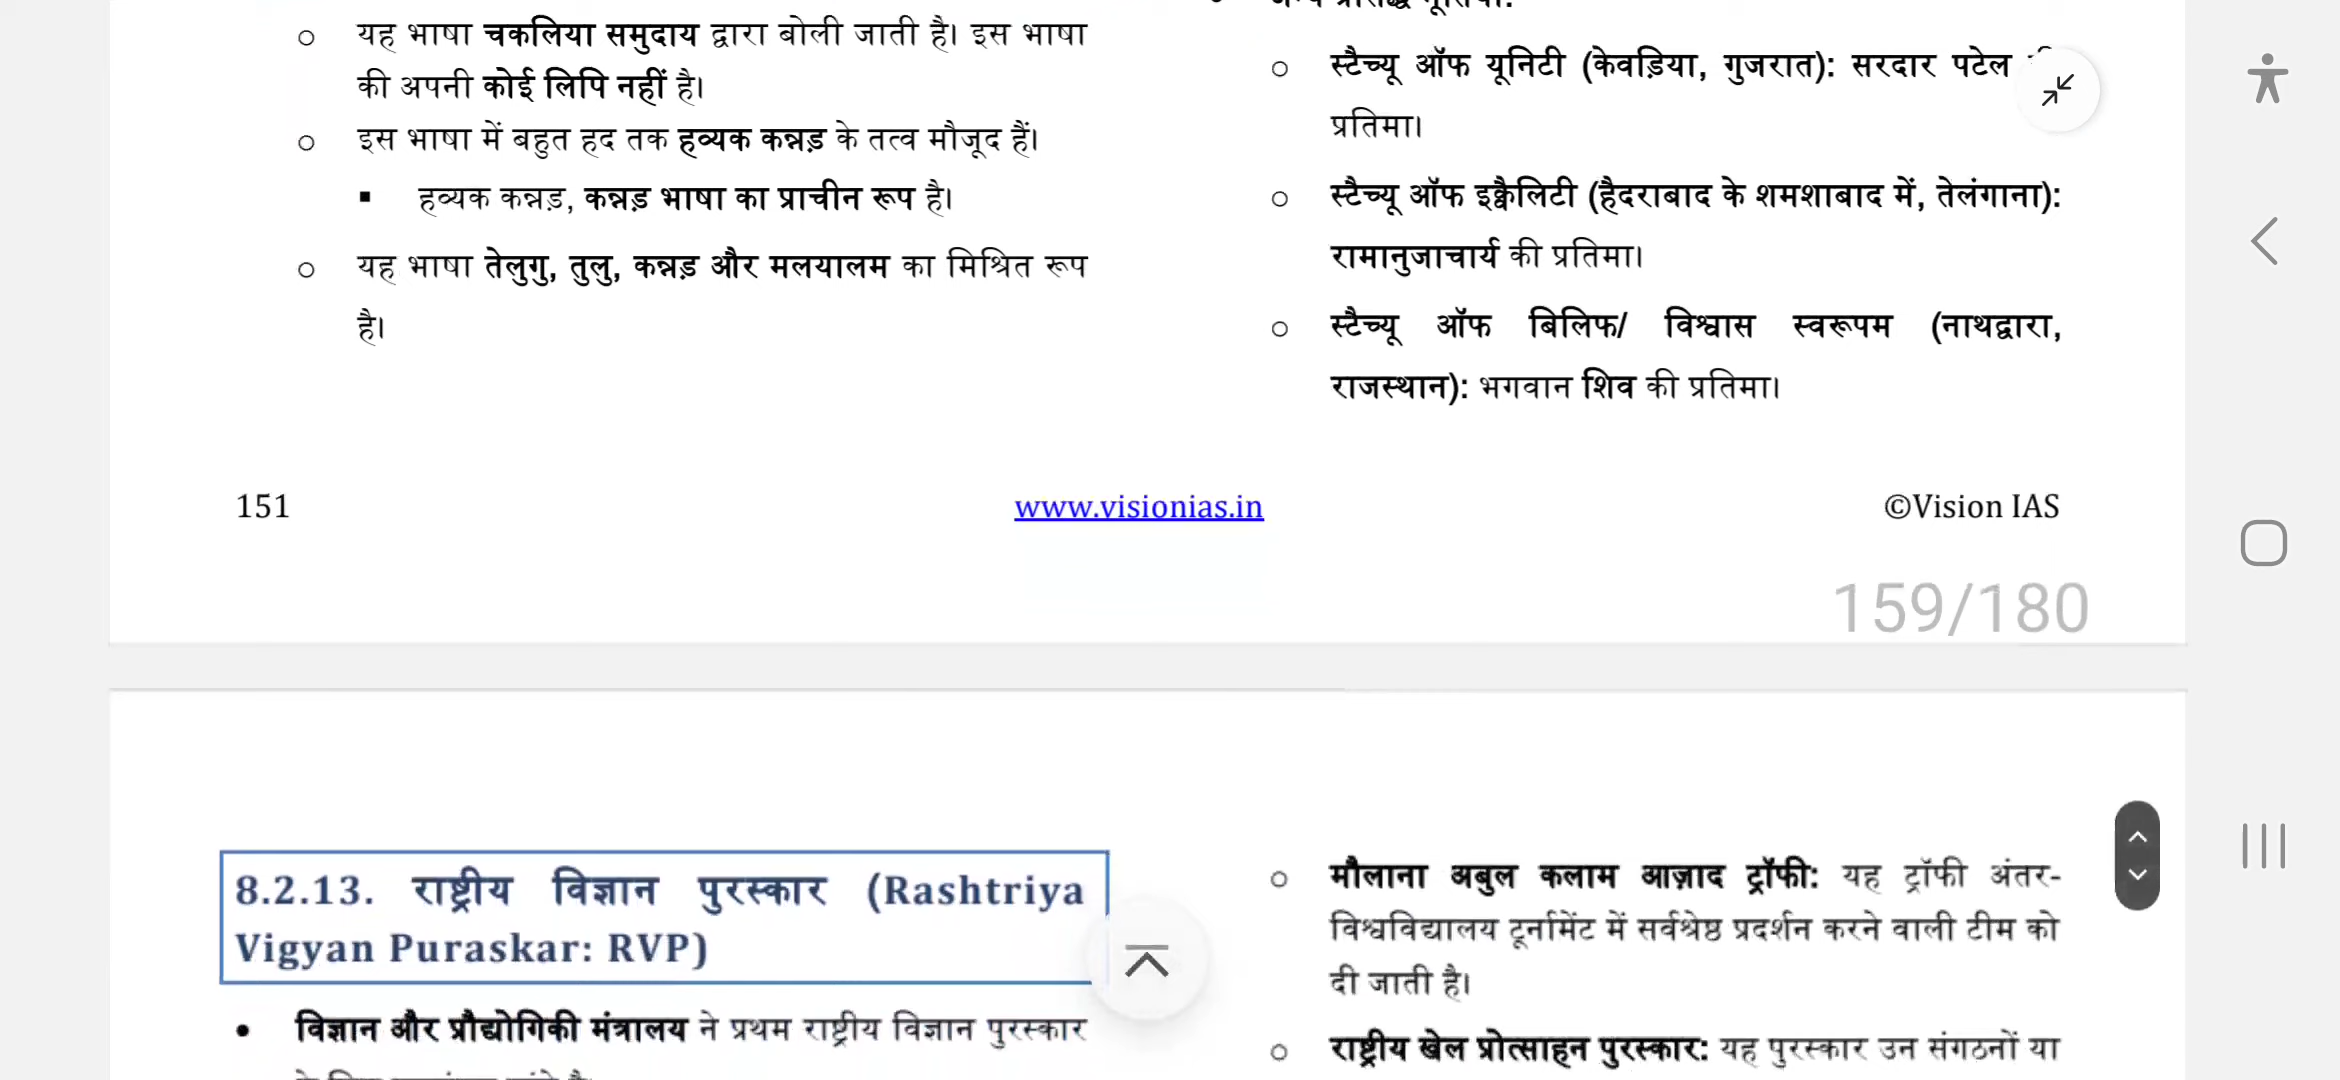 यह भाषा चकलिया समुदाय द्वारा बोली जाती है। इस भाषा
की अपनी कोई लिपि नहीं है।
इस भाषा में बहुत हद तक हव्यक कन्नड़ के तत्व मौजूद हैं।
हव्यक कन्नड़, कन्नड़ भाषा का प्राचीन रूप है।
यह भाषा तेलुगु, तुलु, कन्नड़ और मलयालम का मिश्रित रूप
है।
स्टैच्यू ऑफ यूनिटी (केवड़िया, गुजरात): सरदार पटेल
प्रतिमा।
स्टैच्यू ऑफ इक्वैलिटी (हैदराबाद के शमशाबाद में, तेलंगाना):
रामानुजाचार्य की प्रतिमा।
स्टैच्यू ऑफ बिलिफ/ विश्वास स्वरूपम (नाथद्वारा,
राजस्थान): भगवान शिव की प्रतिमा।
151
www.visionias.in
©Vision IAS
159/180
8.2.13. राष्ट्रीय विज्ञान पुरस्कार (Rashtriya
Vigyan Puraskar: RVP)
विज्ञान और प्रौद्योगिकी मंत्रालय ने प्रथम राष्ट्रीय विज्ञान पुरस्कार
मौलाना अबुल कलाम आज़ाद ट्रॉफी: यह ट्रॉफी अंतर-
विश्वविद्यालय टूर्नामेंट में सर्वश्रेष्ठ प्रदर्शन करने वाली टीम को
दी जाती है।
राष्ट्रीय खेल प्रोत्साहन पुरस्कार: यह पुरस्कार उन संगठनों या